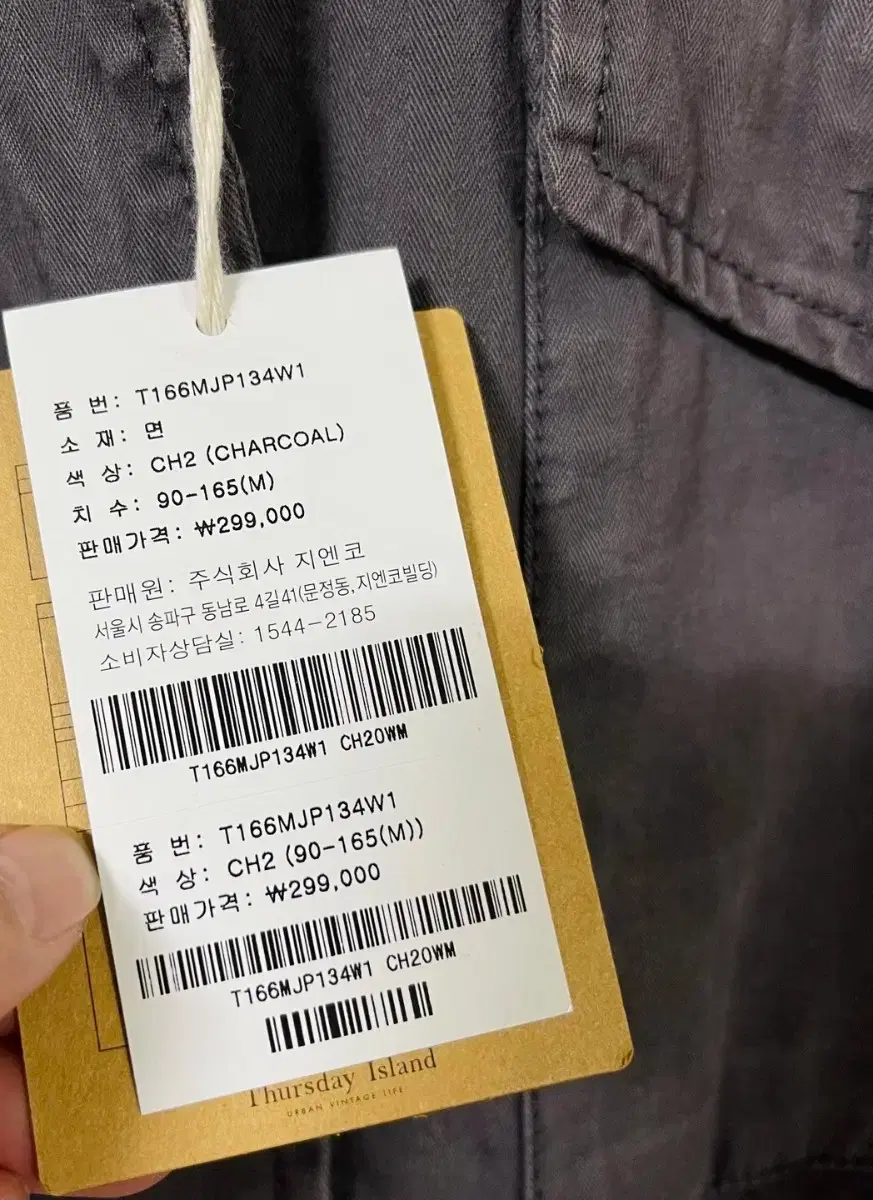 품 번: T166MJP134W1
소 재: 면
색 상: CH2 (CHARCOAL)
치 수: 90-165(M)
판매가격: ₩299,000
판매원: 주식회사 지엔코
서울시 송파구 동남로 4길41(문정동,지엔코빌딩)
소비자상담실: 1544-2185
T166MJP134W1 CH20WM
품 번: T166MJP134W1
색 상: CH2 (90-165(M))
판매가격: ₩299,000
T166MJP134W1 CH20WM
Thursday Island
URBAN VINTAGE LIFE